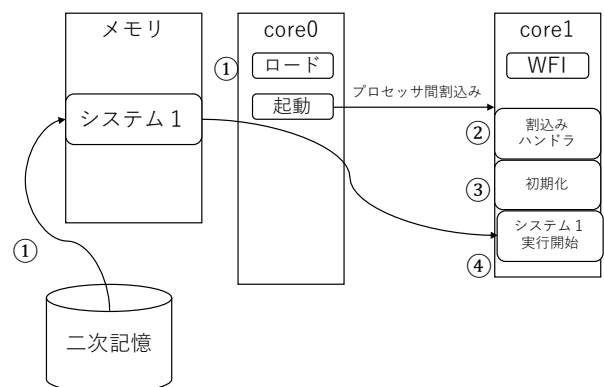 メモリ
core0
core1
①
ロード
WFI
起動
プロセッサ間割込み
システム１
②
割込み
ハンドラ
③
初期化
システム１
実行開始
④
①
二次記憶